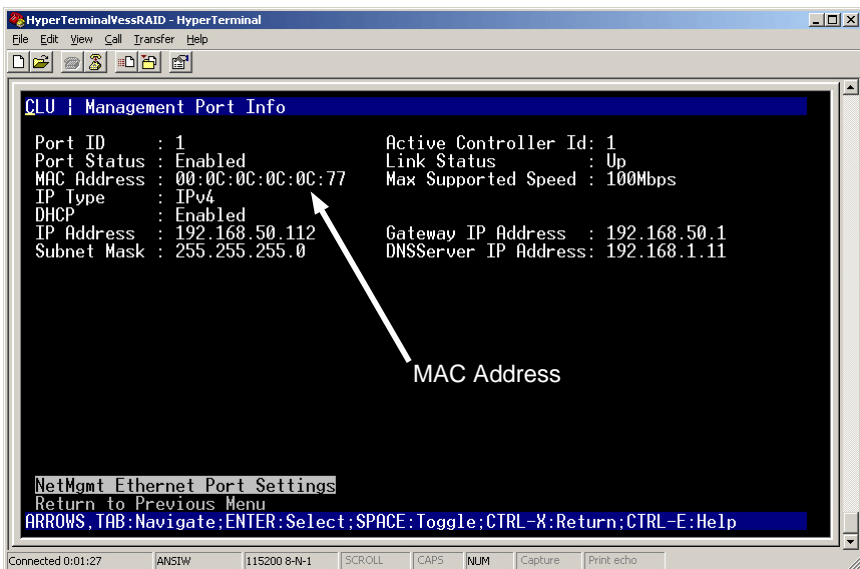 HyperTerminalVessRAID - HyperTerminal
File Edit View Call Transfer Help
CLU | Management Port Info
Port ID : 1 Active Controller Id: 1
Port Status : Enabled Link Status : Up
MAC Address : 00:0C:0C:0C:0C:77 Max Supported Speed : 100Mbps
IP Type : IPv4
DHCP : Enabled
IP Address : 192.168.50.112 Gateway IP Address : 192.168.50.1
Subnet Mask : 255.255.255.0 DNSServer IP Address: 192.168.1.11
MAC Address
NetMgmt Ethernet Port Settings
Return to Previous Menu
ARROWS,TAB:Navigate;ENTER:Select;SPACE:Toggle;CTRL-X:Return;CTRL-E:Help
Connected 0:01:27 ANSIW 115200 8-N-1 SCROLL CAPS NUM Capture Print echo